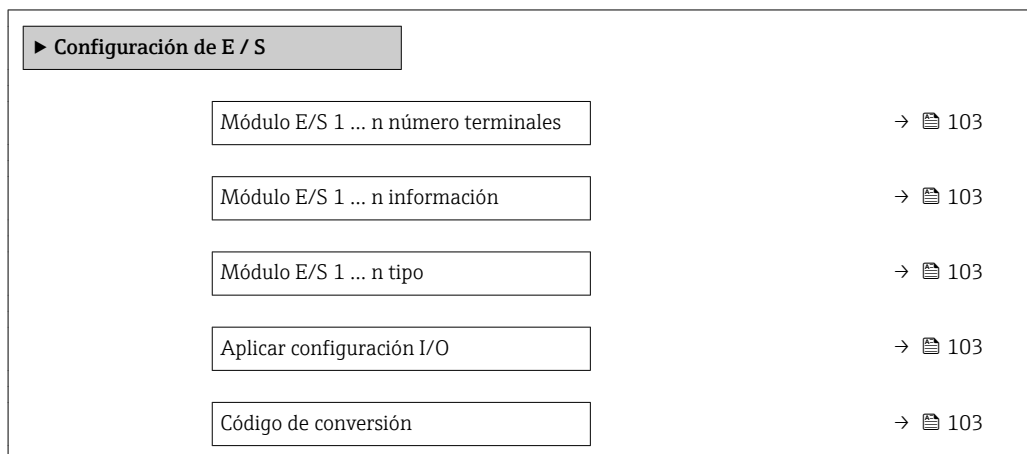 ► Configuración de E / S
Módulo E/S 1 ... n número terminales → 103
Módulo E/S 1 ... n información → 103
Módulo E/S 1 ... n tipo → 103
Aplicar configuración I/O → 103
Código de conversión → 103